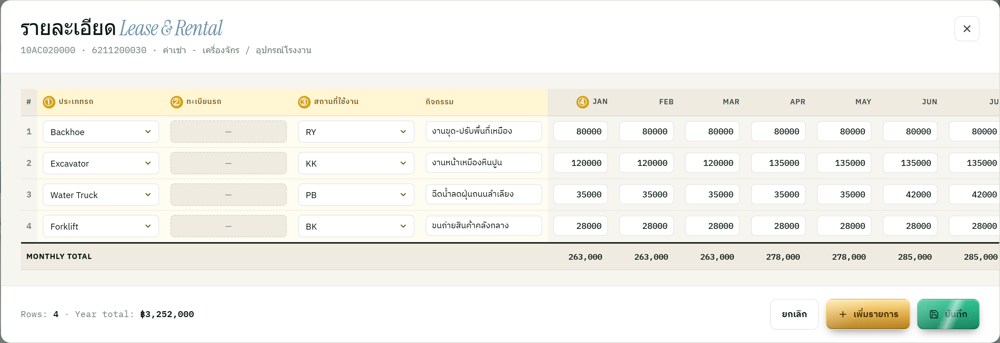 รายละเอียด Lease & Rental
10AC020000 · 6211200030 · ค่าเช่า - เครื่องจักร / อุปกรณ์โรงงาน
# ① ประเภทรถ ② ทะเบียนรถ ③ สถานที่ใช้งาน กิจกรรม ④ JAN FEB MAR APR MAY JUN JU
1 Backhoe — RY งานขุด-ปรับพื้นที่เหมือง 80000 80000 80000 80000 80000 80000 80000
2 Excavator — KK งานหน้าเหมืองหินปูน 120000 120000 120000 135000 135000 135000 135000
3 Water Truck — PB ฉีดน้ำลดฝุ่นถนนลำเลียง 35000 35000 35000 35000 35000 42000 42000
4 Forklift — BK ขนถ่ายสินค้าคลังกลาง 28000 28000 28000 28000 28000 28000 28000
MONTHLY TOTAL 263,000 263,000 263,000 278,000 278,000 285,000 285,000
Rows: 4 · Year total: ฿3,252,000 ยกเลิก + เพิ่มรายการ บันทึก